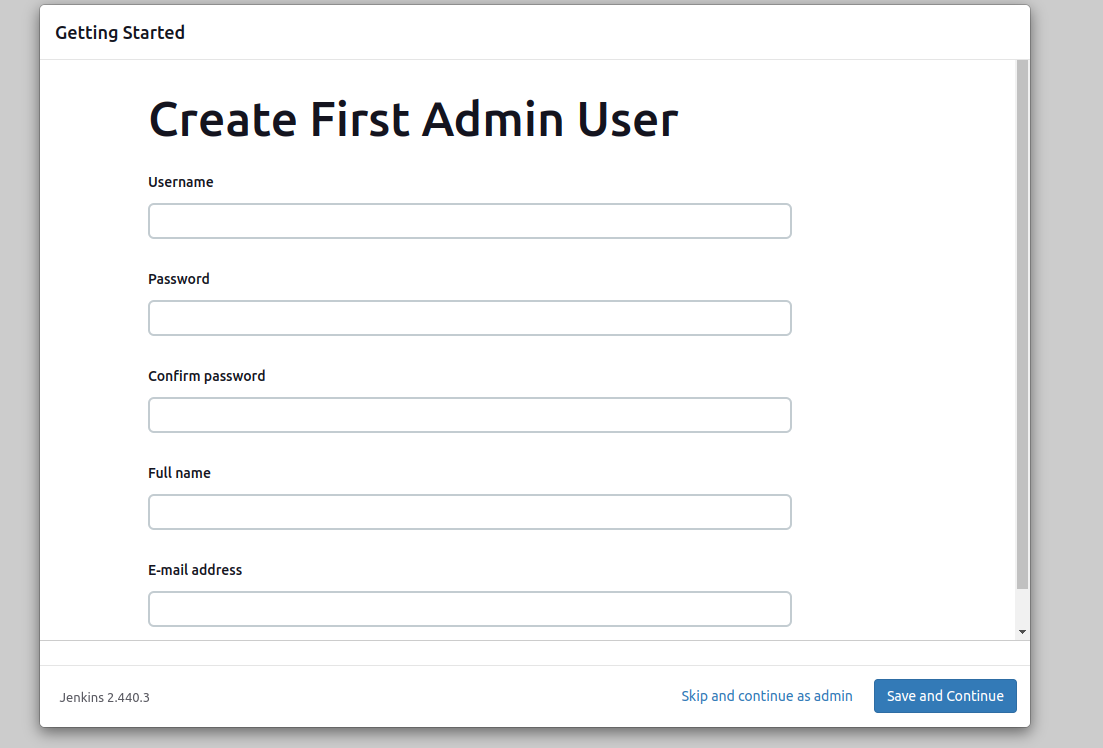 Getting Started
Create First Admin User
Username
Password
Confirm password
Full name
E-mail address
Jenkins 2.440.3
Skip and continue as admin
Save and Continue